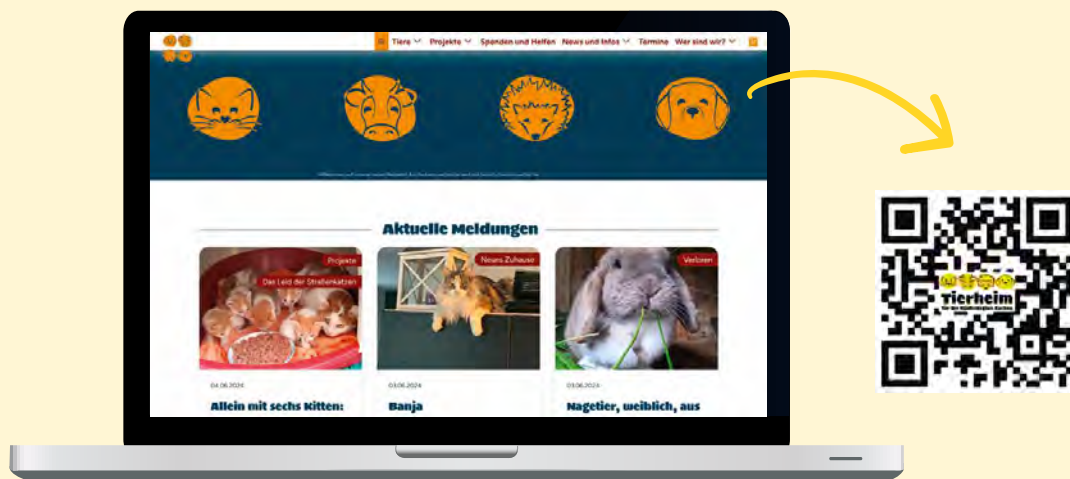 Tiere Projekte Spenden und Helfen News und Infos Termine Wer sind wir?
Aktuelle Meldungen
Projekte
Das Leid der Straßenkatzen
Neues Zuhause
Verloren
04.06.2024
03.06.2024
03.06.2024
Allein mit sechs Kitten:
Banja
Nagetier, weiblich, aus
Tierheim